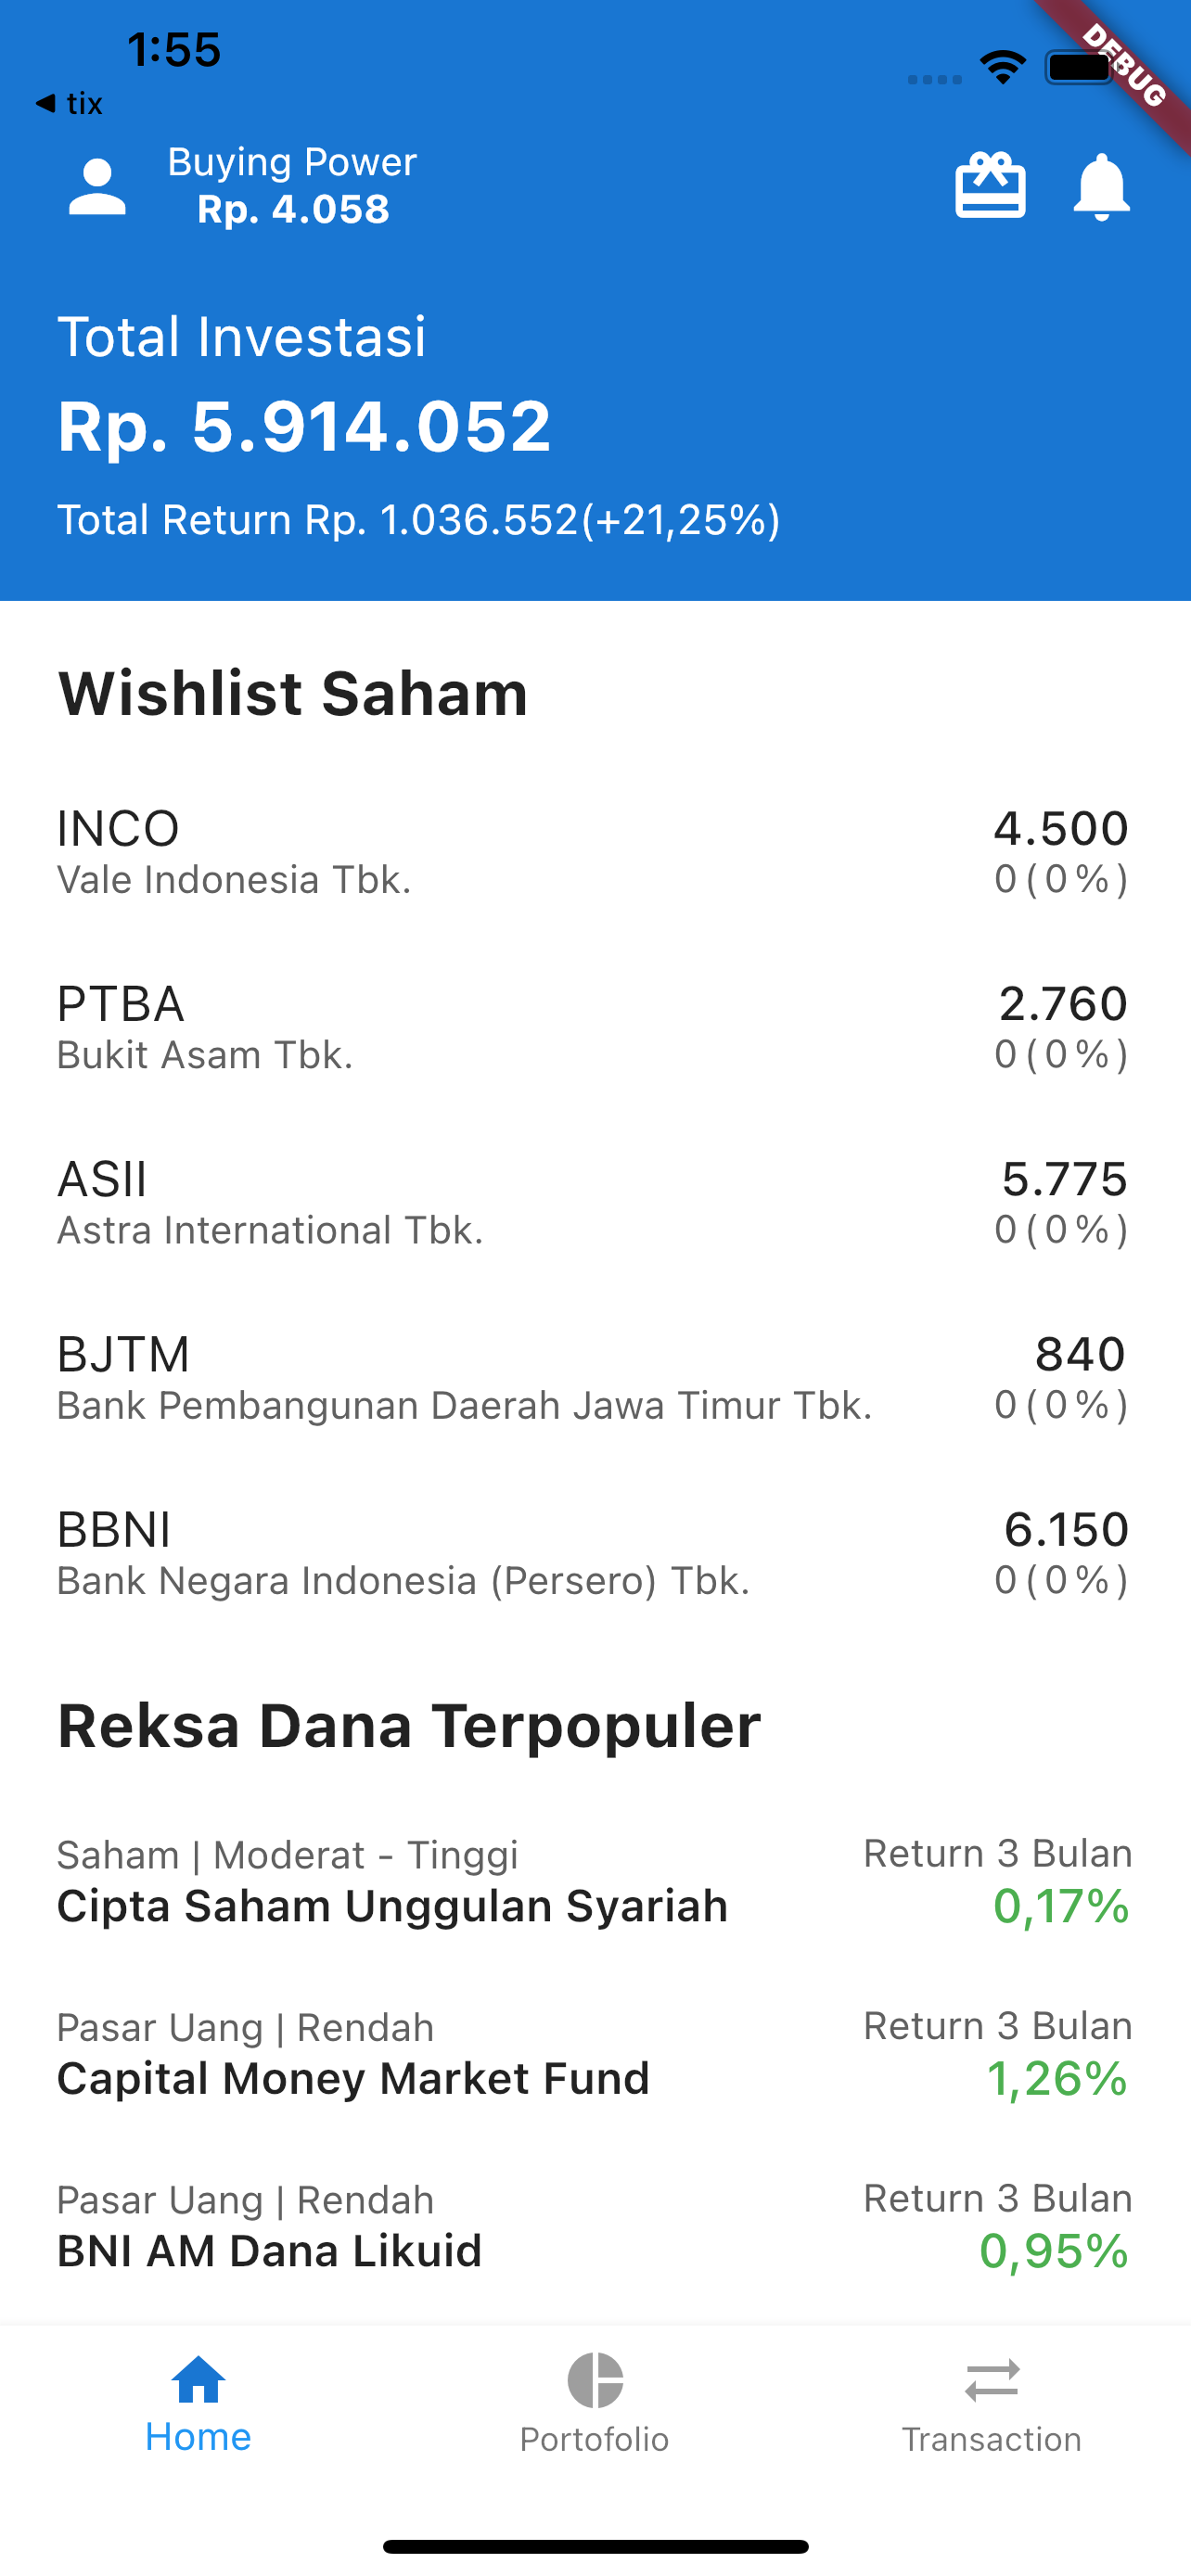 1:55
DEBUG
◀ tix
Buying Power
Rp. 4.058
Total Investasi
Rp. 5.914.052
Total Return Rp. 1.036.552(+21,25%)
Wishlist Saham
INCO 4.500
Vale Indonesia Tbk. 0(0%)
PTBA 2.760
Bukit Asam Tbk. 0(0%)
ASII 5.775
Astra International Tbk. 0(0%)
BJTM 840
Bank Pembangunan Daerah Jawa Timur Tbk. 0(0%)
BBNI 6.150
Bank Negara Indonesia (Persero) Tbk. 0(0%)
Reksa Dana Terpopuler
Saham | Moderat - Tinggi Return 3 Bulan
Cipta Saham Unggulan Syariah 0,17%
Pasar Uang | Rendah Return 3 Bulan
Capital Money Market Fund 1,26%
Pasar Uang | Rendah Return 3 Bulan
BNI AM Dana Likuid 0,95%
Home Portofolio Transaction